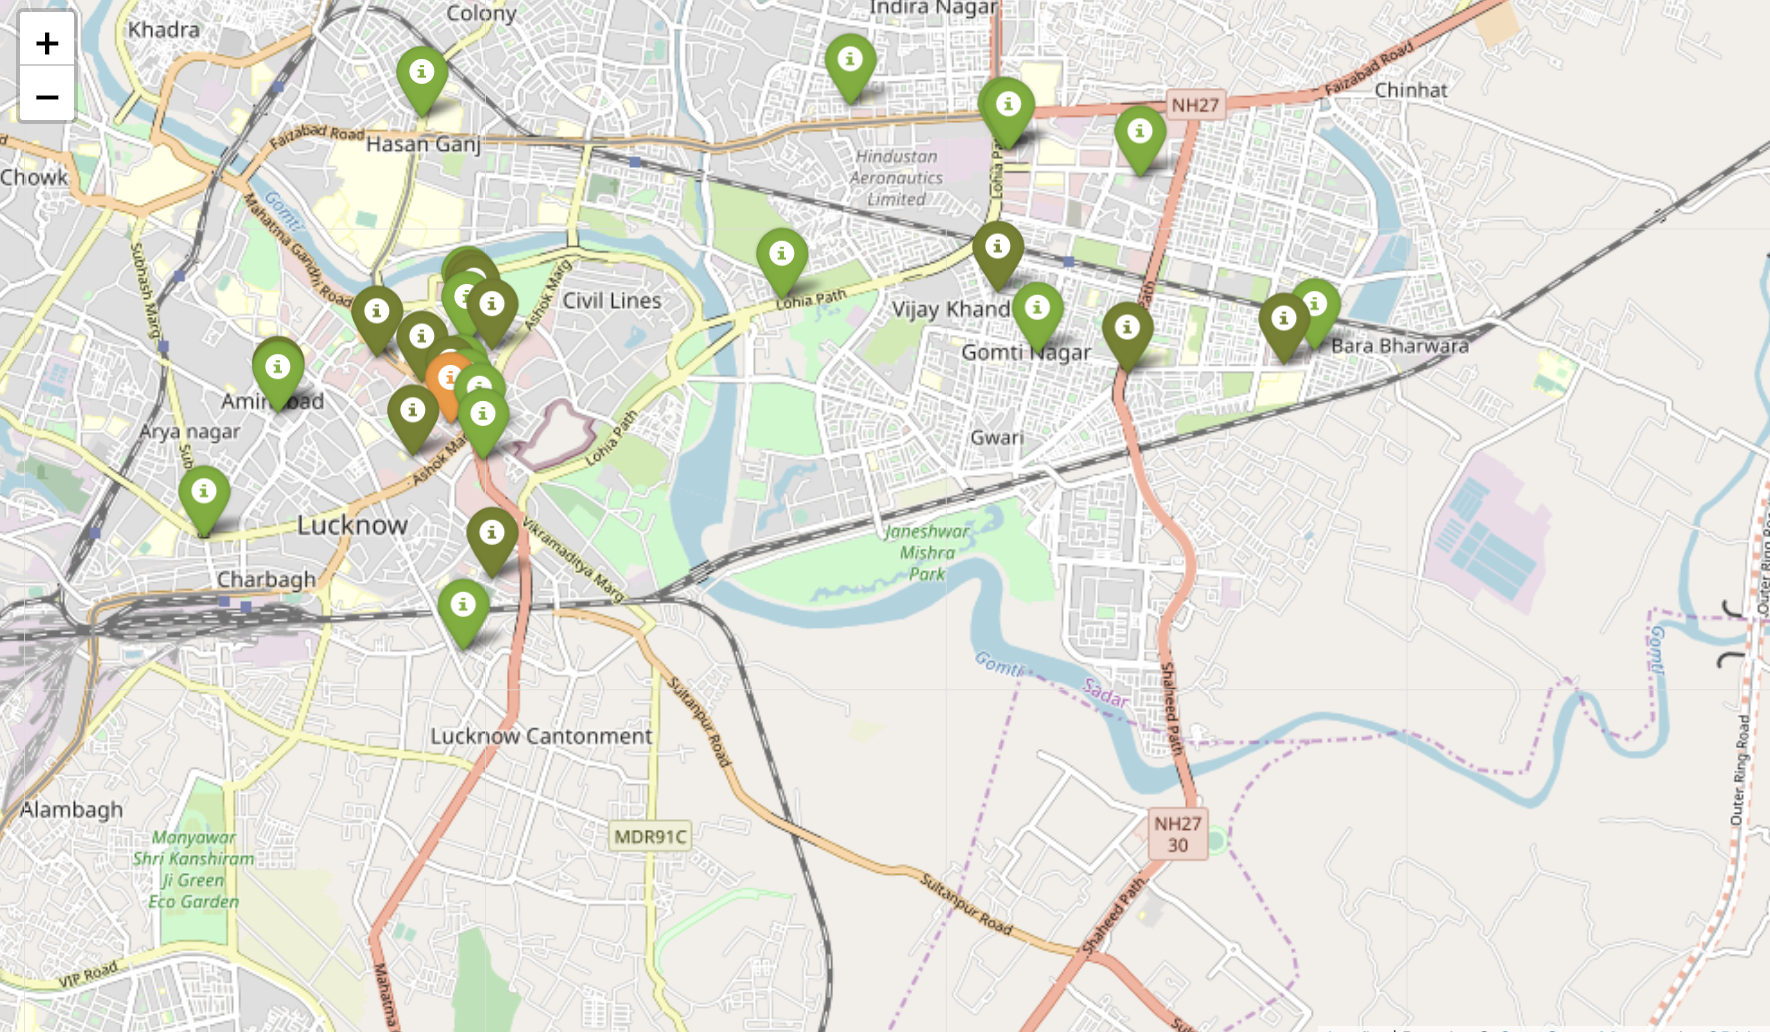 Colony
Indira Nagar
Khadra
+
−
Faizabad Road
Chinhat
NH27
Faizabad Road
Hasan Ganj
Chowk
Hindustan
Aeronautics
Limited
Lohia
Gomti
Mahatma Gandhi Road
Subhash Marg
Ashok Marg
Civil Lines
Lohia Path
Vijay Khand
Path
Gomti Nagar
Bara Bharwara
Arya nagar
Gwari
Lohia Path
Ashok
Lucknow
Vikramaditya Marg
Janeshwar
Mishra
Park
Charbagh
Outer Ring
Gomti
Gomti
Sadar
Sultanpur Road
Shaheed Path
Lucknow Cantonment
Outer Ring Road
Alambagh
Manyawar
Shri Kanshiram
Ji Green
Eco Garden
MDR91C
NH27
30
Sultanpur Road
Shaheed Path
VIP Road
Mahatma